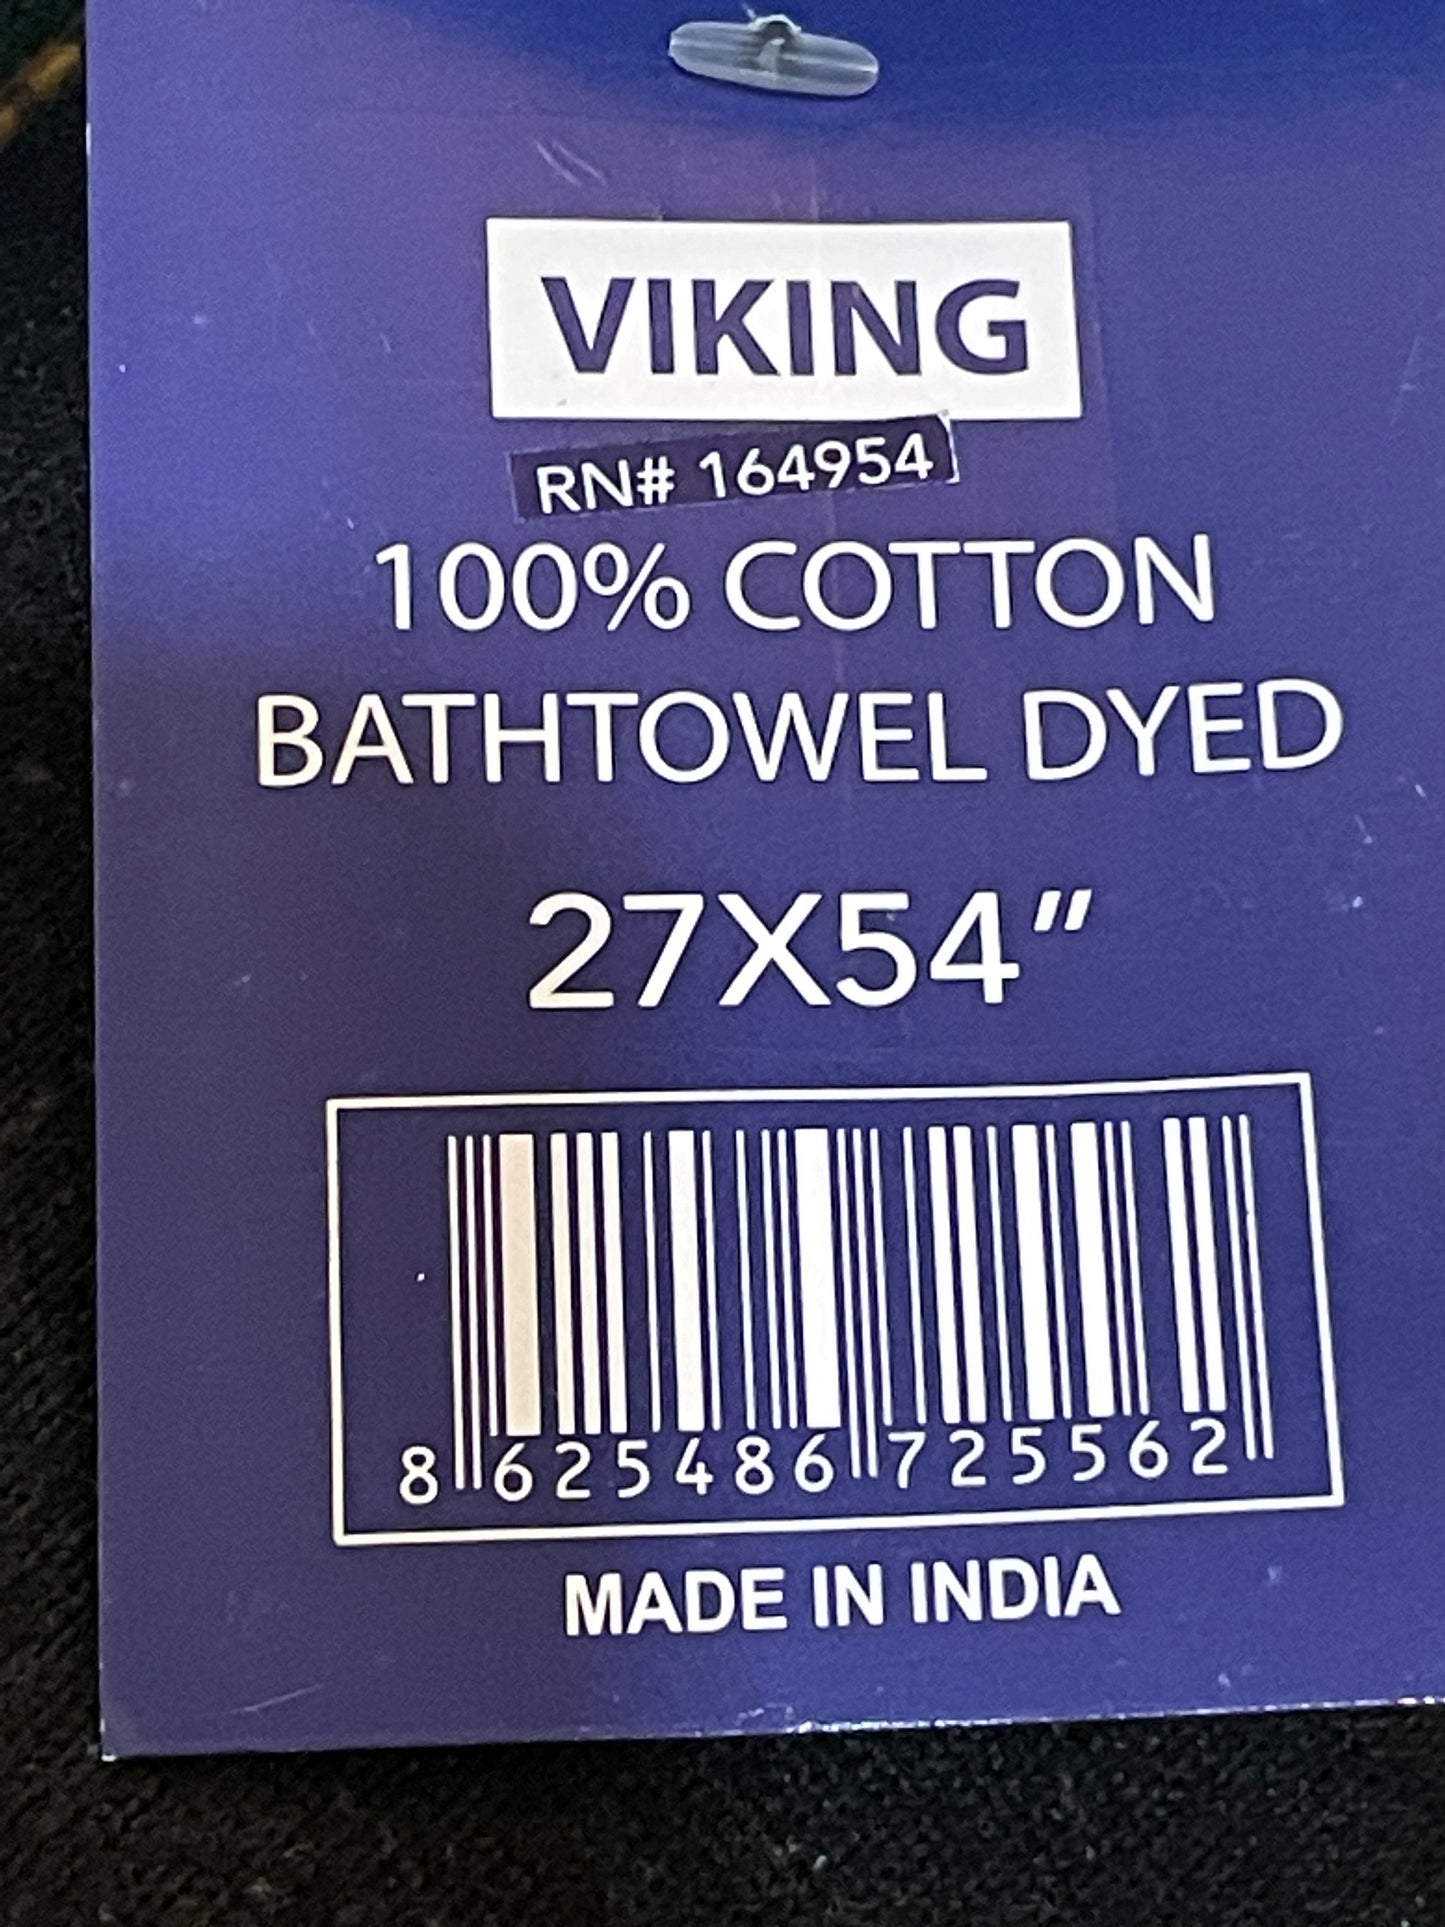 VIKING
RN# 164954
100% COTTON
BATHTOWEL DYED
27X54”
8 625486 725562
MADE IN INDIA